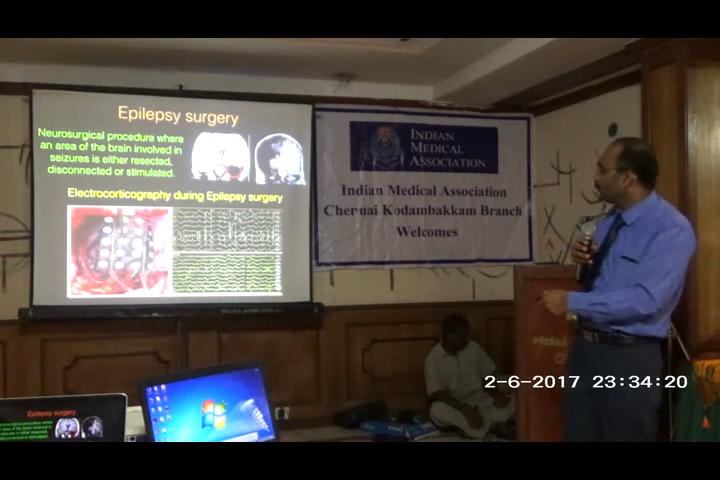 Epilepsy surgery
Neurosurgical procedure where
an area of the brain involved in
seizures is either resected,
disconnected or stimulated.
Electrocorticography during Epilepsy surgery
INDIAN
MEDICAL
ASSOCIATION
Indian Medical Association
Chennai Kodambakkam Branch
Welcomes
2-6-2017 23:34:20
Epilepsy surgery